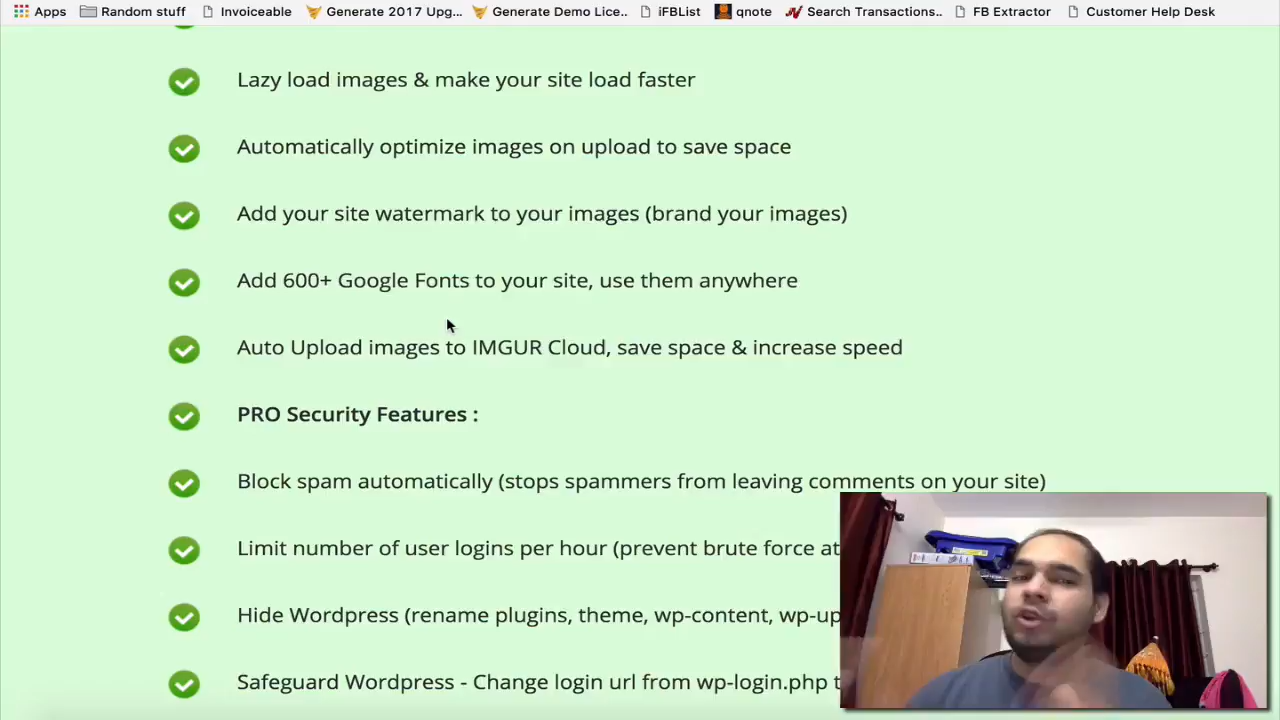 Apps Random stuff Invoiceable Generate 2017 Upg... Generate Demo Lice.. iFBList qnote Search Transactions.. FB Extractor Customer Help Desk
Lazy load images & make your site load faster
Automatically optimize images on upload to save space
Add your site watermark to your images (brand your images)
Add 600+ Google Fonts to your site, use them anywhere
Auto Upload images to IMGUR Cloud, save space & increase speed
PRO Security Features :
Block spam automatically (stops spammers from leaving comments on your site)
Limit number of user logins per hour (prevent brute force at
Hide Wordpress (rename plugins, theme, wp-content, wp-up
Safeguard Wordpress - Change login url from wp-login.php t